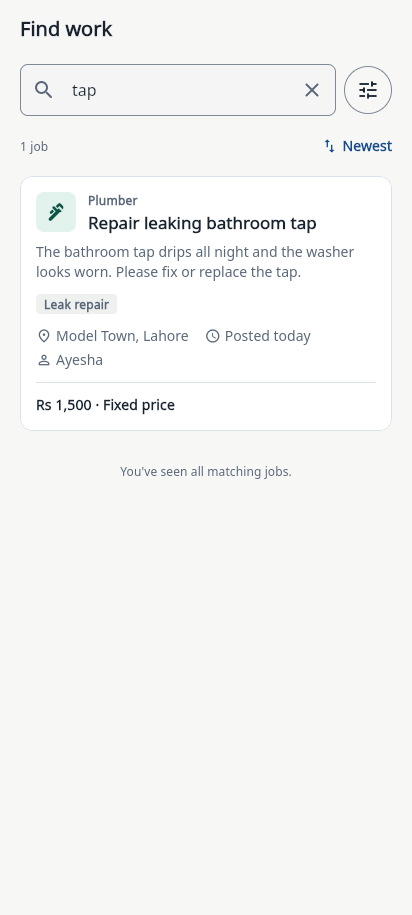 Find work
tap
1 job
Newest
Plumber
Repair leaking bathroom tap
The bathroom tap drips all night and the washer
looks worn. Please fix or replace the tap.
Leak repair
Model Town, Lahore
Posted today
Ayesha
Rs 1,500 · Fixed price
You've seen all matching jobs.